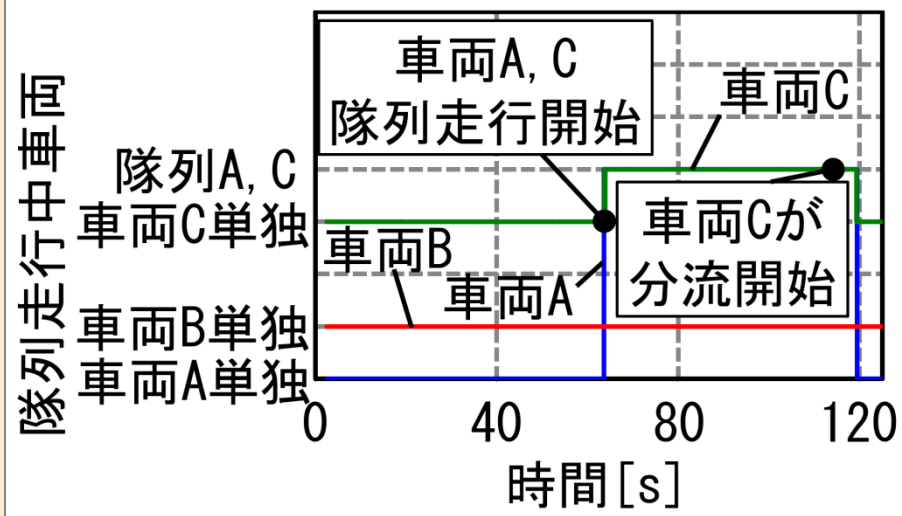 隊列走行中車両
隊列A,C
車両C単独
車両B単独
車両A単独
車両A,C
隊列走行開始
車両C
車両B
車両A
車両Cが
分流開始
0
40
80
120
時間[s]